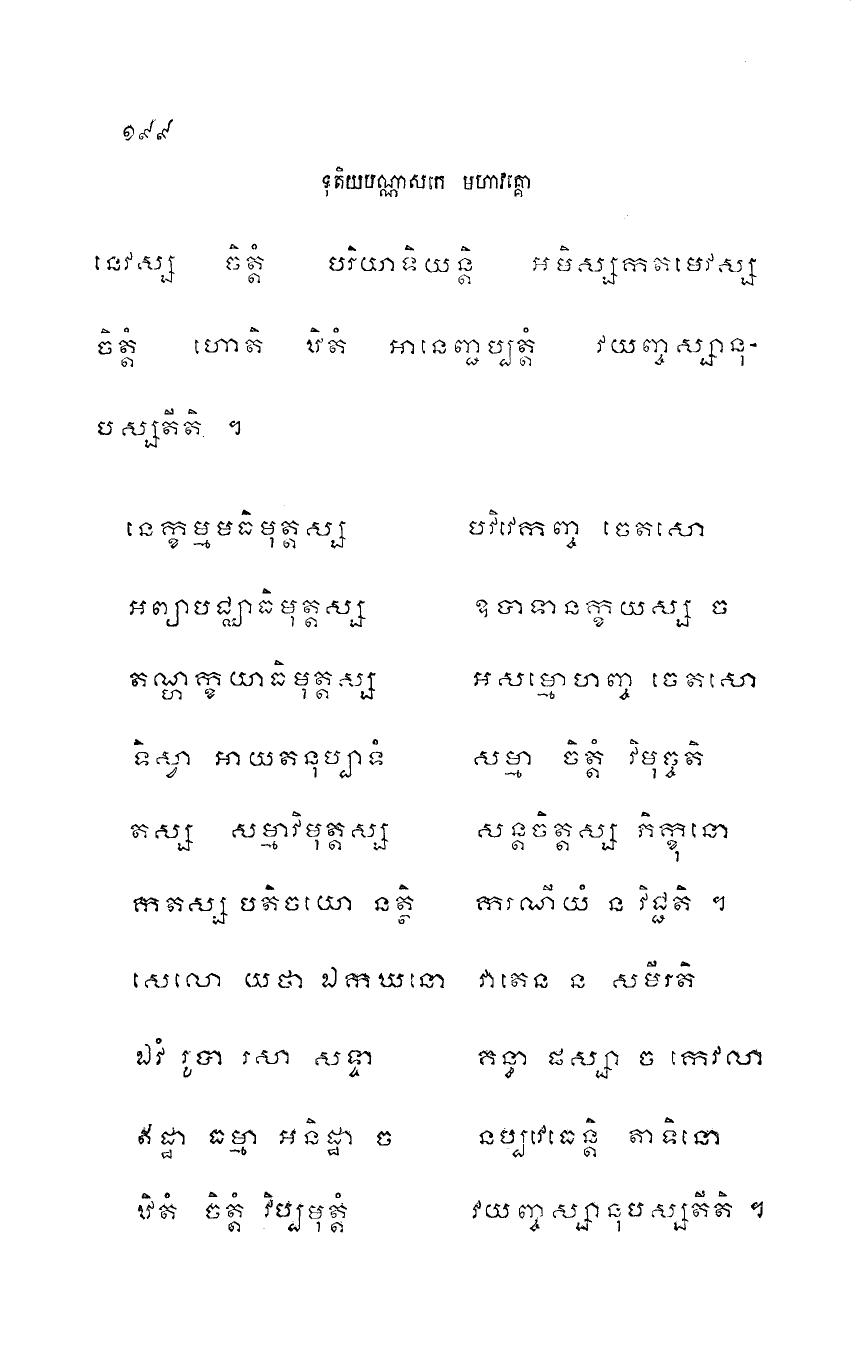 ១៩៩
ទុតិយបណ្ណាសកេ មហាវគ្គោ
នេវស្ស ចិត្តំ បរិយាទិយន្តិ អមិស្សកតមេវស្ស
ចិត្តំ ហោតិ ឋិតំ អានេញ្ជប្បត្តំ វយញ្ចស្សានុ-
បស្សតីតិ ។
នេក្ខម្មមធិមុត្តស្ស បវិវេកញ្ច ចេតសោ
អព្យាបជ្ឈាធិមុត្តស្ស ឧបាទានក្ខយស្ស ច
តណ្ហក្ខយាធិមុត្តស្ស អសម្មោហញ្ច ចេតសោ
ទិស្វា អាយតនុប្បាទំ សម្មា ចិត្តំ វិមុច្ចតិ
តស្ស សម្មាវិមុត្តស្ស សន្តចិត្តស្ស ភិក្ខុនោ
កតស្ស បតិចយោ នត្ថិ ករណីយំ ន វិជ្ជតិ ។
សេលោ យថា ឯកឃនោ វាតេន ន សមីរតិ
ឯវំ រូបា រសា សទ្ទា គន្ធា ផស្សា ច កេវលា
ឥដ្ឋា ធម្មា អនិដ្ឋា ច នប្បវេធេន្តិ តាទិនោ
ឋិតំ ចិត្តំ វិប្បមុត្តំ វយញ្ចស្សានុបស្សតីតិ ។